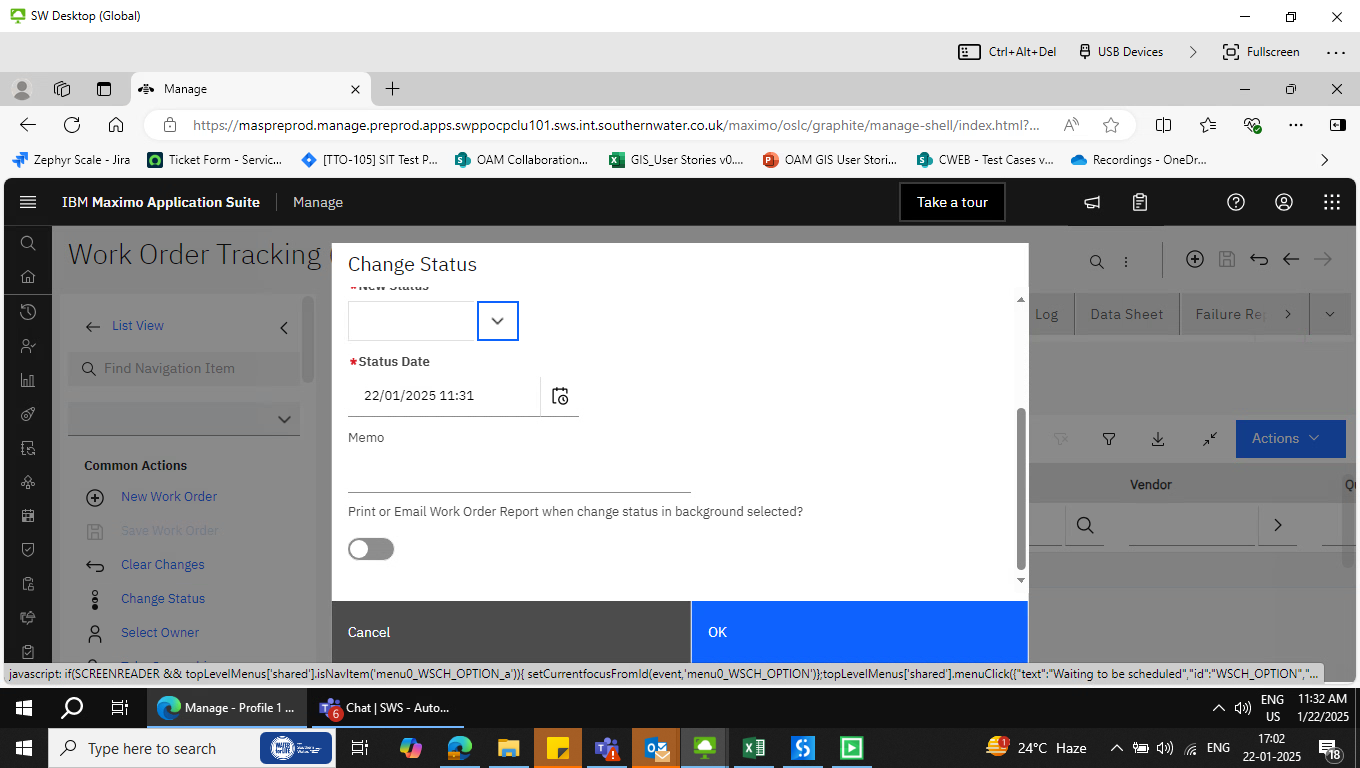 SW Desktop (Global)
Ctrl+Alt+Del
USB Devices
Fullscreen
Manage
https://maspreprod.manage.preprod.apps.swppocpclu101.sws.int.southernwater.co.uk/maximo/oslc/graphite/manage-shell/index.html?...
Zephyr Scale - Jira
Ticket Form - Servic...
[TTO-105] SIT Test P...
OAM Collaboration...
GIS_User Stories v0....
OAM GIS User Stori...
CWEB - Test Cases v...
Recordings - OneDr...
IBM Maximo Application Suite
Manage
Take a tour
Work Order Tracking
Change Status
*New Status
Log
Data Sheet
Failure Re
List View
Find Navigation Item
*Status Date
22/01/2025 11:31
Memo
Actions
Common Actions
New Work Order
Vendor
Print or Email Work Order Report when change status in background selected?
Save Work Order
Clear Changes
Change Status
Select Owner
Cancel
OK
javascript: if(SCREENREADER && topLevelMenus['shared'].isNavItem('menu0_WSCH_OPTION_a')){ setCurrentfocusFromId(event,'menu0_WSCH_OPTION')};topLevelMenus['shared'].menuClick({"text":"Waiting to be scheduled","id":"WSCH_OPTION","...
Manage - Profile 1 ...
6
Chat | SWS - Auto...
ENG
US
11:32 AM
1/22/2025
Type here to search
1
24°C Haze
ENG
17:02
22-01-2025
18